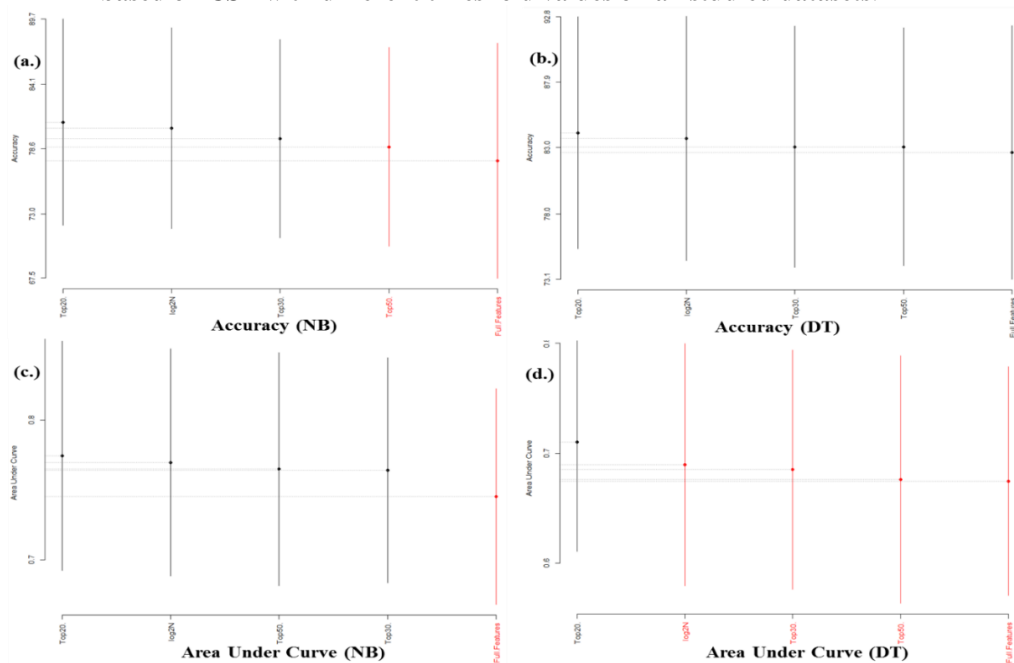 (a.)
89.7
84.1
78.6
73.0
67.5
Accuracy
Top20.
log2N
Top30.
Top50.
Full.Features
Accuracy (NB)
(b.)
92.8
87.9
83.0
78.0
73.1
Accuracy
Top20.
log2N
Top30.
Top50.
Full.Features
Accuracy (DT)
(c.)
0.8
0.7
Area Under Curve
Top20.
log2N
Top50.
Top30.
Full.Features
Area Under Curve (NB)
(d.)
0.1
0.7
0.6
Area Under Curve
Top20.
log2N
Top30.
Top50.
Full.Features
Area Under Curve (DT)